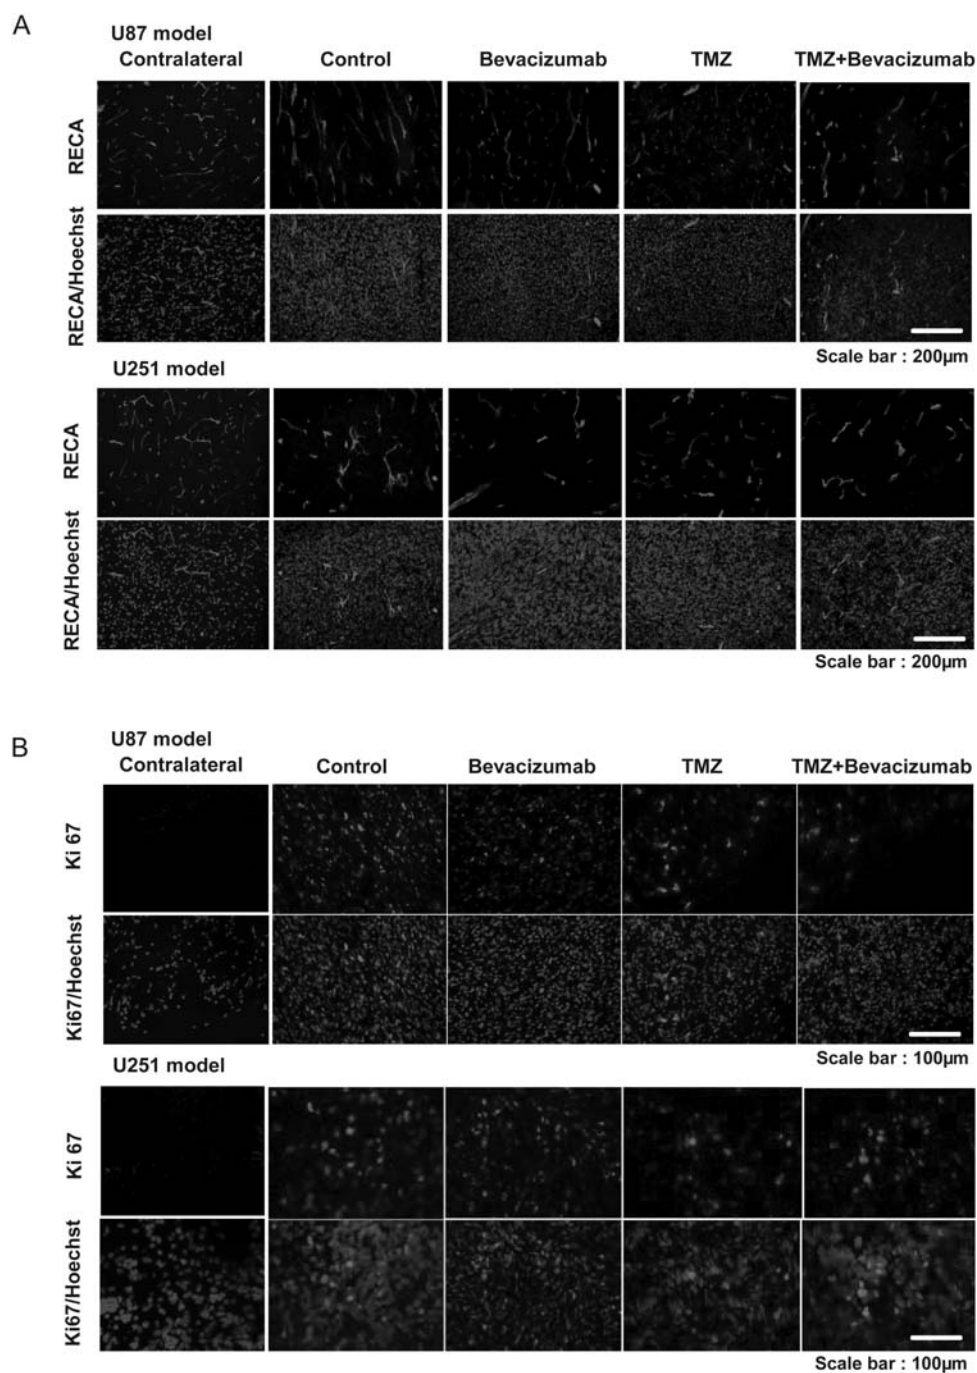 A
U87 model
Contralateral Control Bevacizumab TMZ TMZ+Bevacizumab
RECA
RECA/Hoechst
Scale bar : 200µm
U251 model
RECA
RECA/Hoechst
Scale bar : 200µm
B
U87 model
Contralateral Control Bevacizumab TMZ TMZ+Bevacizumab
Ki 67
Ki67/Hoechst
Scale bar : 100µm
U251 model
Ki 67
Ki67/Hoechst
Scale bar : 100µm